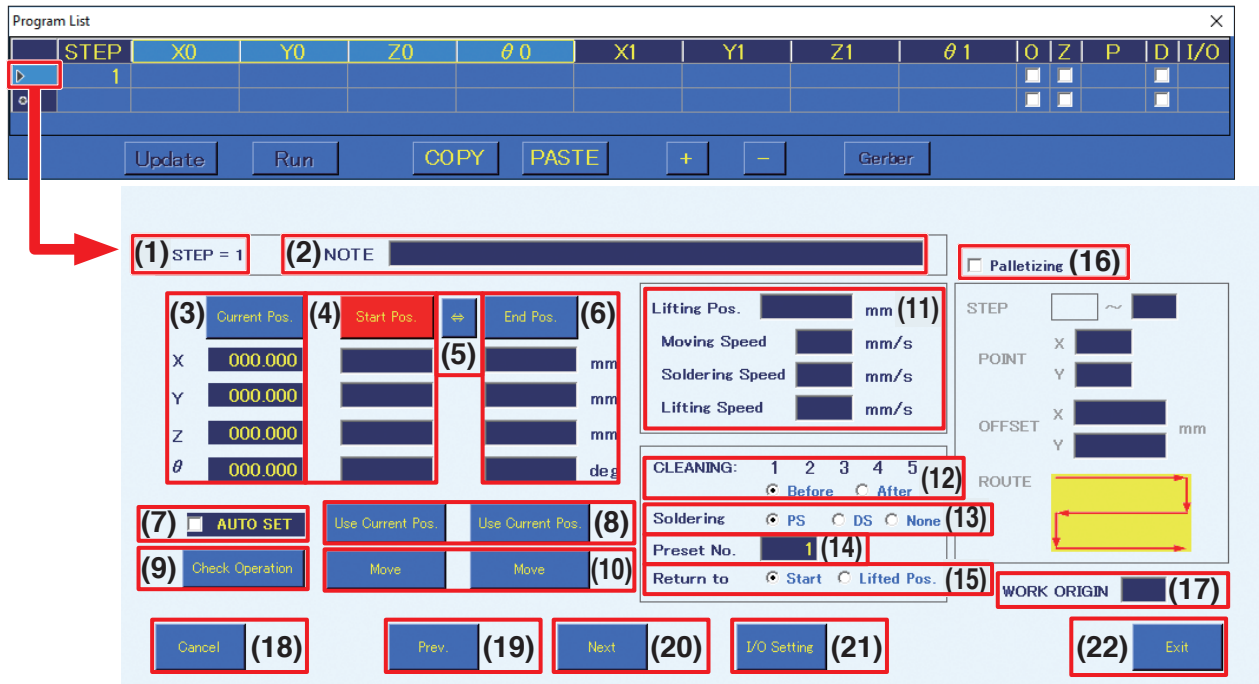 Program List
STEP X0 Y0 Z0 θ0 X1 Y1 Z1 θ1 O Z P D I/O
1
Update Run COPY PASTE + - Gerber
(1) STEP = 1 (2) NOTE
Palletizing (16)
(3) Current Pos. (4) Start Pos. ⇔ (5) End Pos. (6)
X 000.000 mm
Y 000.000 mm
Z 000.000 mm
θ 000.000 deg
Lifting Pos. mm (11)
Moving Speed mm/s
Soldering Speed mm/s
Lifting Speed mm/s
STEP ~
POINT X
Y
OFFSET X
Y mm
ROUTE
CLEANING: 1 2 3 4 5 (12)
Before After
(7) AUTO SET Use Current Pos. Use Current Pos. (8)
Soldering PS DS None (13)
Preset No. 1 (14)
(9) Check Operation Move Move (10)
Return to Start Lifted Pos. (15)
WORK ORIGIN (17)
Cancel (18) Prev. (19) Next (20) I/O Setting (21) (22) Exit